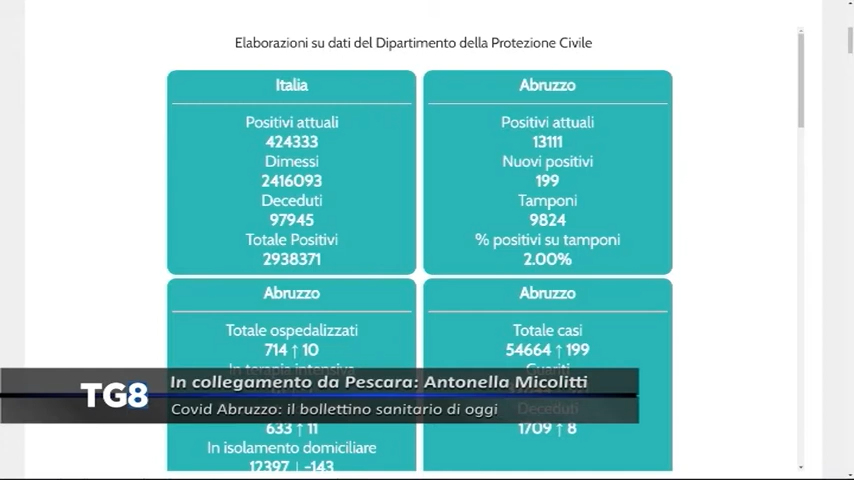 Elaborazioni su dati del Dipartimento della Protezione Civile
Italia
Positivi attuali
424333
Dimessi
2416093
Deceduti
97945
Totale Positivi
2938371
Abruzzo
Positivi attuali
13111
Nuovi positivi
199
Tamponi
9824
% positivi su tamponi
2.00%
Abruzzo
Totale ospedalizzati
714 ↑ 10
In terapia intensiva
633 ↑ 11
In isolamento domiciliare
12397 ↓ -143
Abruzzo
Totale casi
54664 ↑ 199
Guariti
Deceduti
1709 ↑ 8
TG8
In collegamento da Pescara: Antonella Micolitti
Covid Abruzzo: il bollettino sanitario di oggi